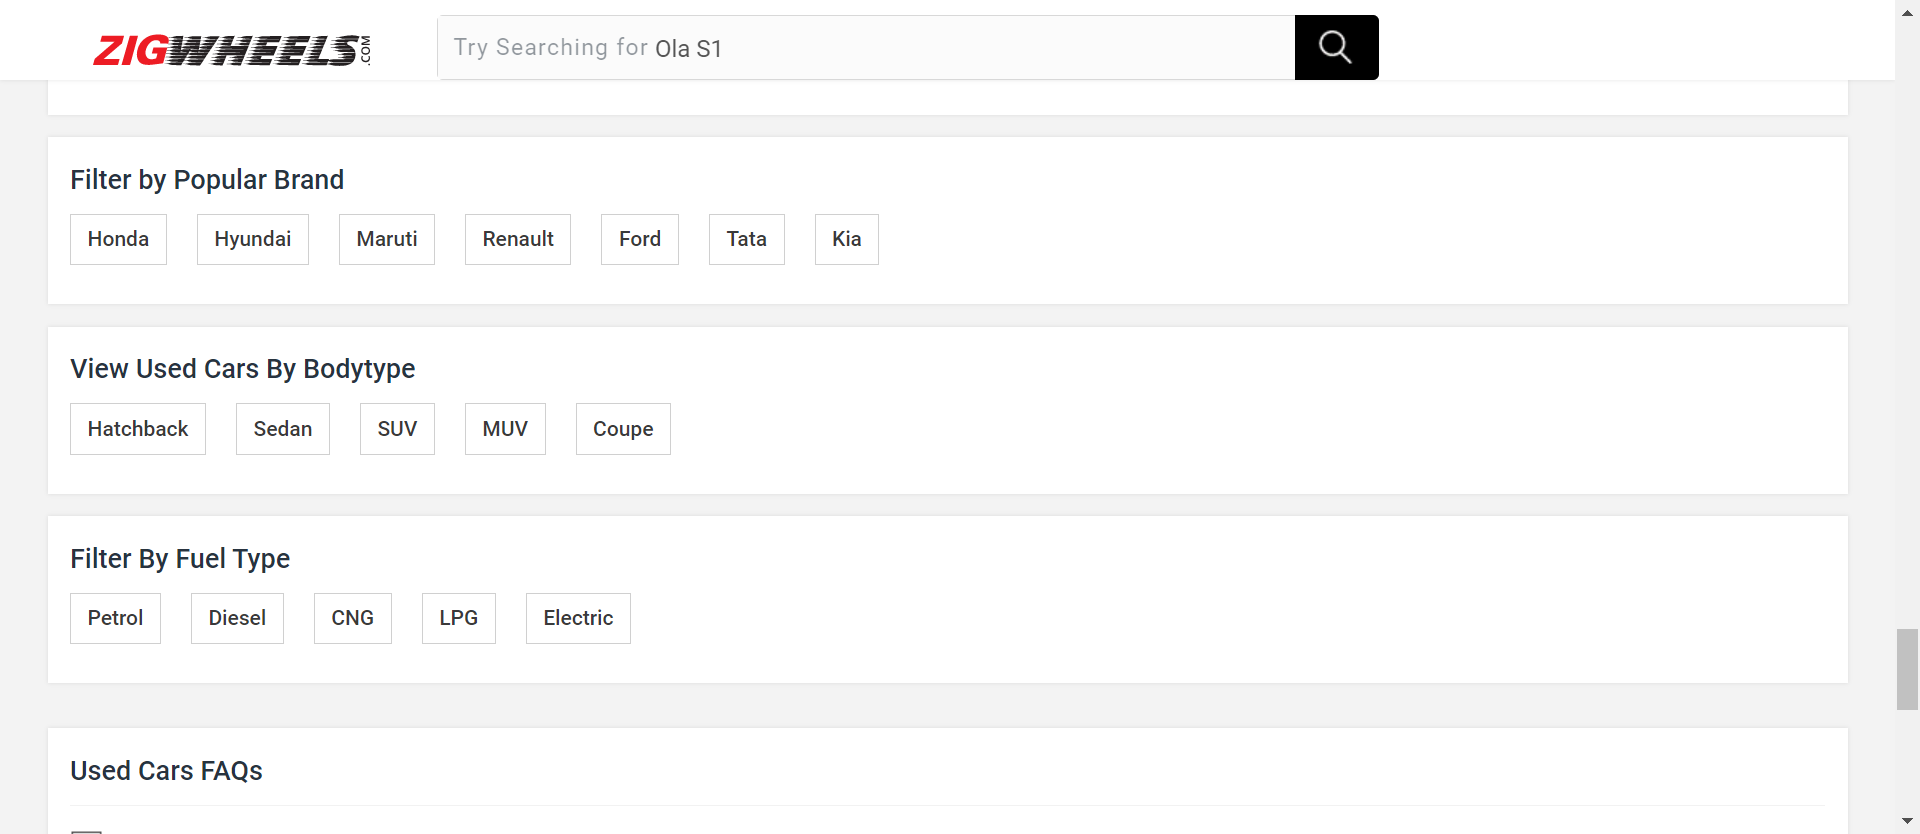 ZIGWHEELS.COM
Try Searching for Ola S1
Filter by Popular Brand
Honda Hyundai Maruti Renault Ford Tata Kia
View Used Cars By Bodytype
Hatchback Sedan SUV MUV Coupe
Filter By Fuel Type
Petrol Diesel CNG LPG Electric
Used Cars FAQs